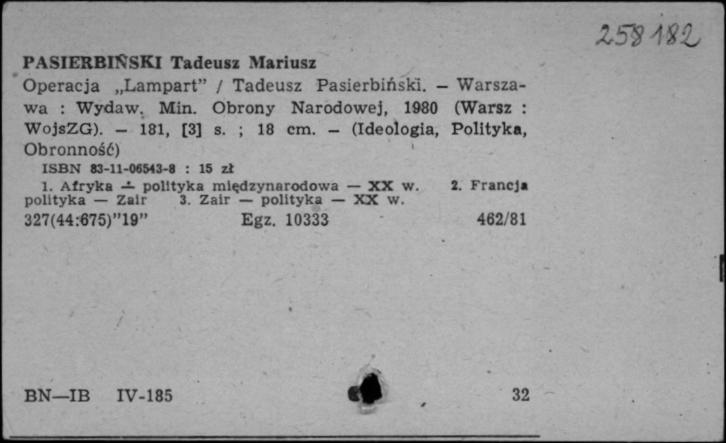 258182
PASIERBIŃSKI Tadeusz Mariusz
Operacja „Lampart” / Tadeusz Pasierbiński. — Warsza-
wa : Wydaw. Min. Obrony Narodowej, 1980 (Warsz :
WojsZG). — 181, [3] s. ; 18 cm. — (Ideologia, Polityka,
Obronność)
ISBN 83-11-06543-8 : 15 zł
1. Afryka — polityka międzynarodowa — XX w. 2. Francja
polityka — Zair 3. Zair — polityka — XX w.
327(44:675)”19” Egz. 10333 462/81
BN—IB IV-185 32